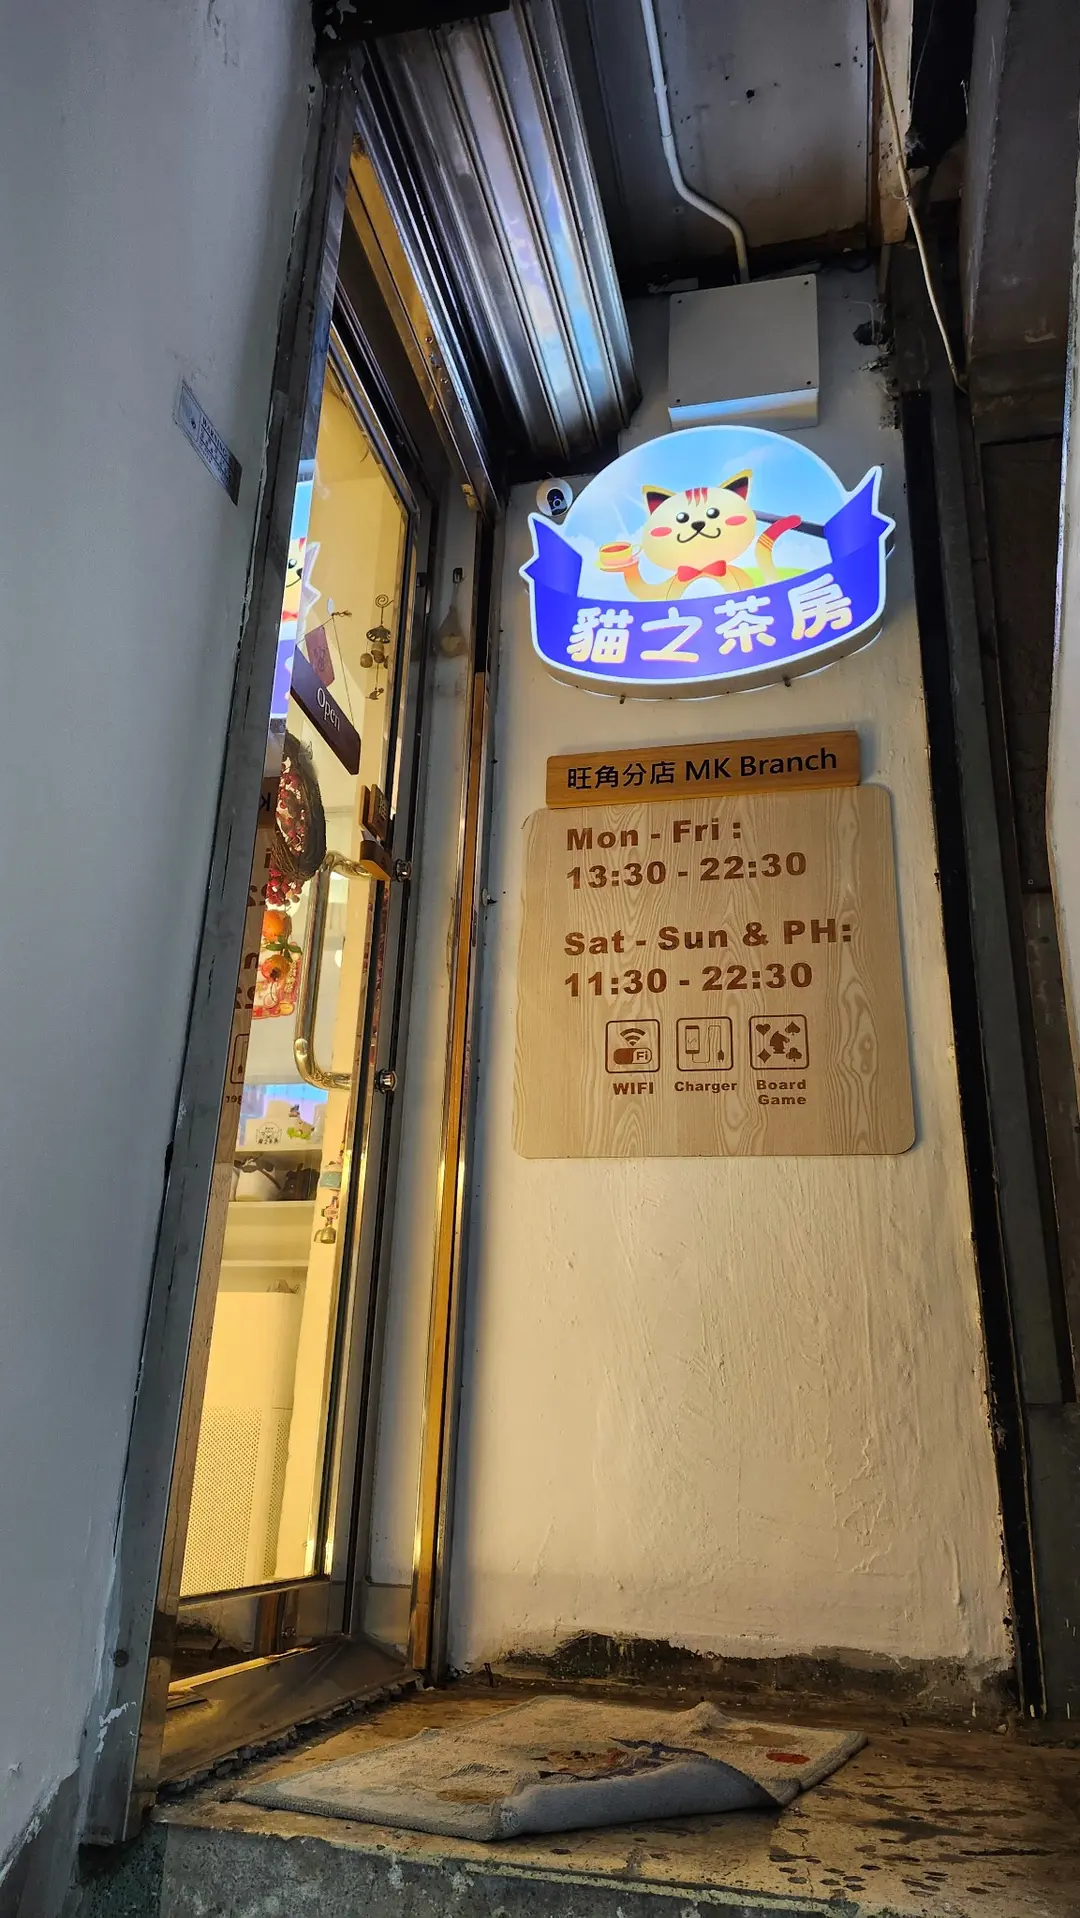 貓之茶房
旺角分店 MK Branch
Mon - Fri :
13:30 - 22:30
Sat - Sun & PH:
11:30 - 22:30
Fi
WIFI
Charger
Board
Game
Open